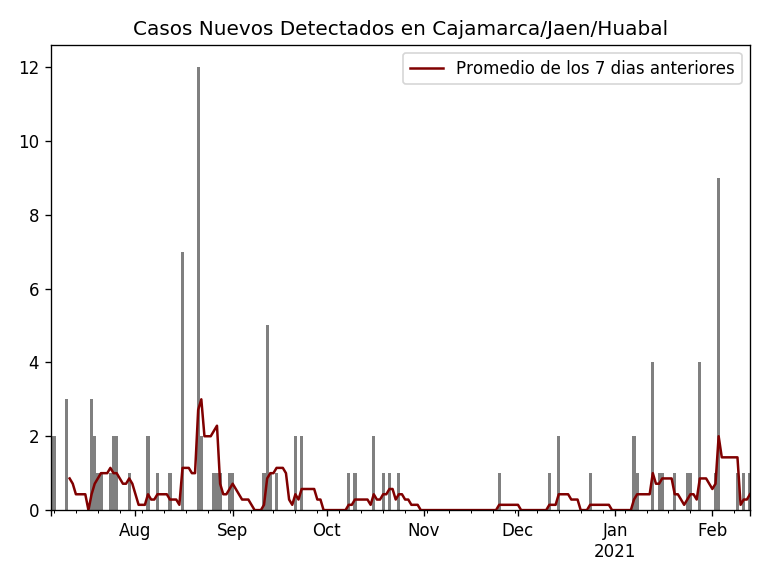 Casos Nuevos Detectados en Cajamarca/Jaen/Huabal
Promedio de los 7 dias anteriores
12
10
8
6
4
2
0
Aug Sep Oct Nov Dec Jan Feb
2021